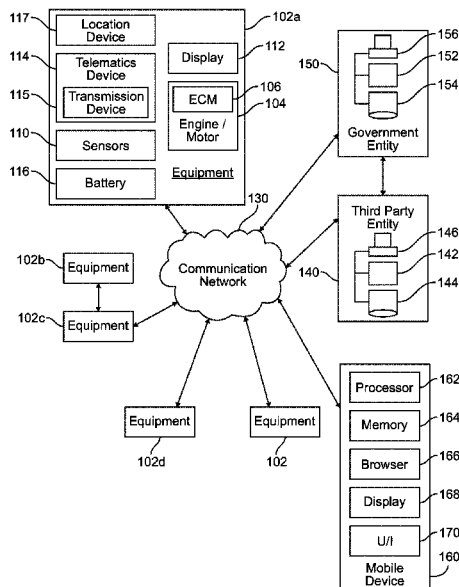 117
Location Device
102a
114
Telematics Device
112
Display
115
Transmission Device
106
ECM
104
Engine / Motor
110
Sensors
116
Battery
Equipment
150
156
152
154
Government Entity
130
Communication Network
Third Party Entity
146
142
140
144
102b
Equipment
102c
Equipment
Equipment
102d
Equipment
102
Processor
162
Memory
164
Browser
166
Display
168
U/I
170
Mobile Device
160